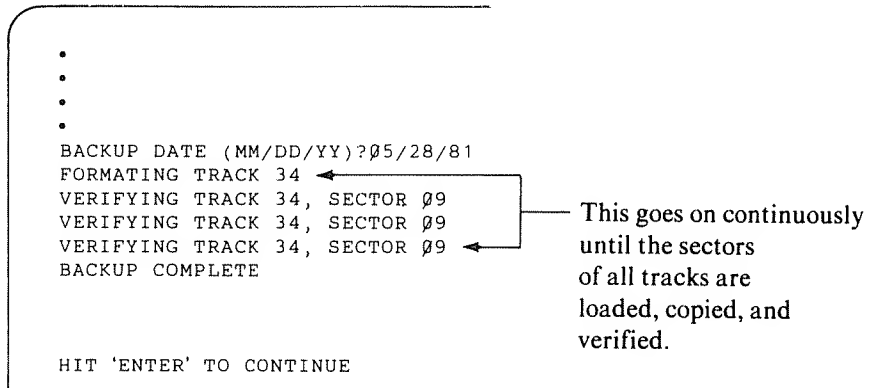 BACKUP DATE (MM/DD/YY)?Ø5/28/81
FORMATING TRACK 34
VERIFYING TRACK 34, SECTOR Ø9
VERIFYING TRACK 34, SECTOR Ø9
VERIFYING TRACK 34, SECTOR Ø9
BACKUP COMPLETE
HIT 'ENTER' TO CONTINUE
This goes on continuously
until the sectors
of all tracks are
loaded, copied, and
verified.